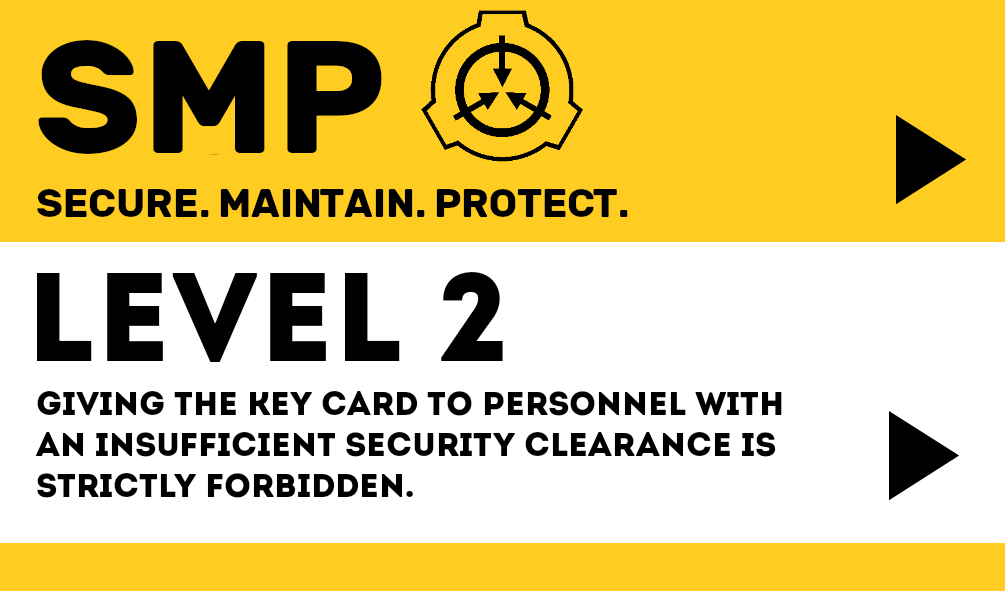 SMP
SECURE. MAINTAIN. PROTECT.
LEVEL 2
GIVING THE KEY CARD TO PERSONNEL WITH
AN INSUFFICIENT SECURITY CLEARANCE IS
STRICTLY FORBIDDEN.